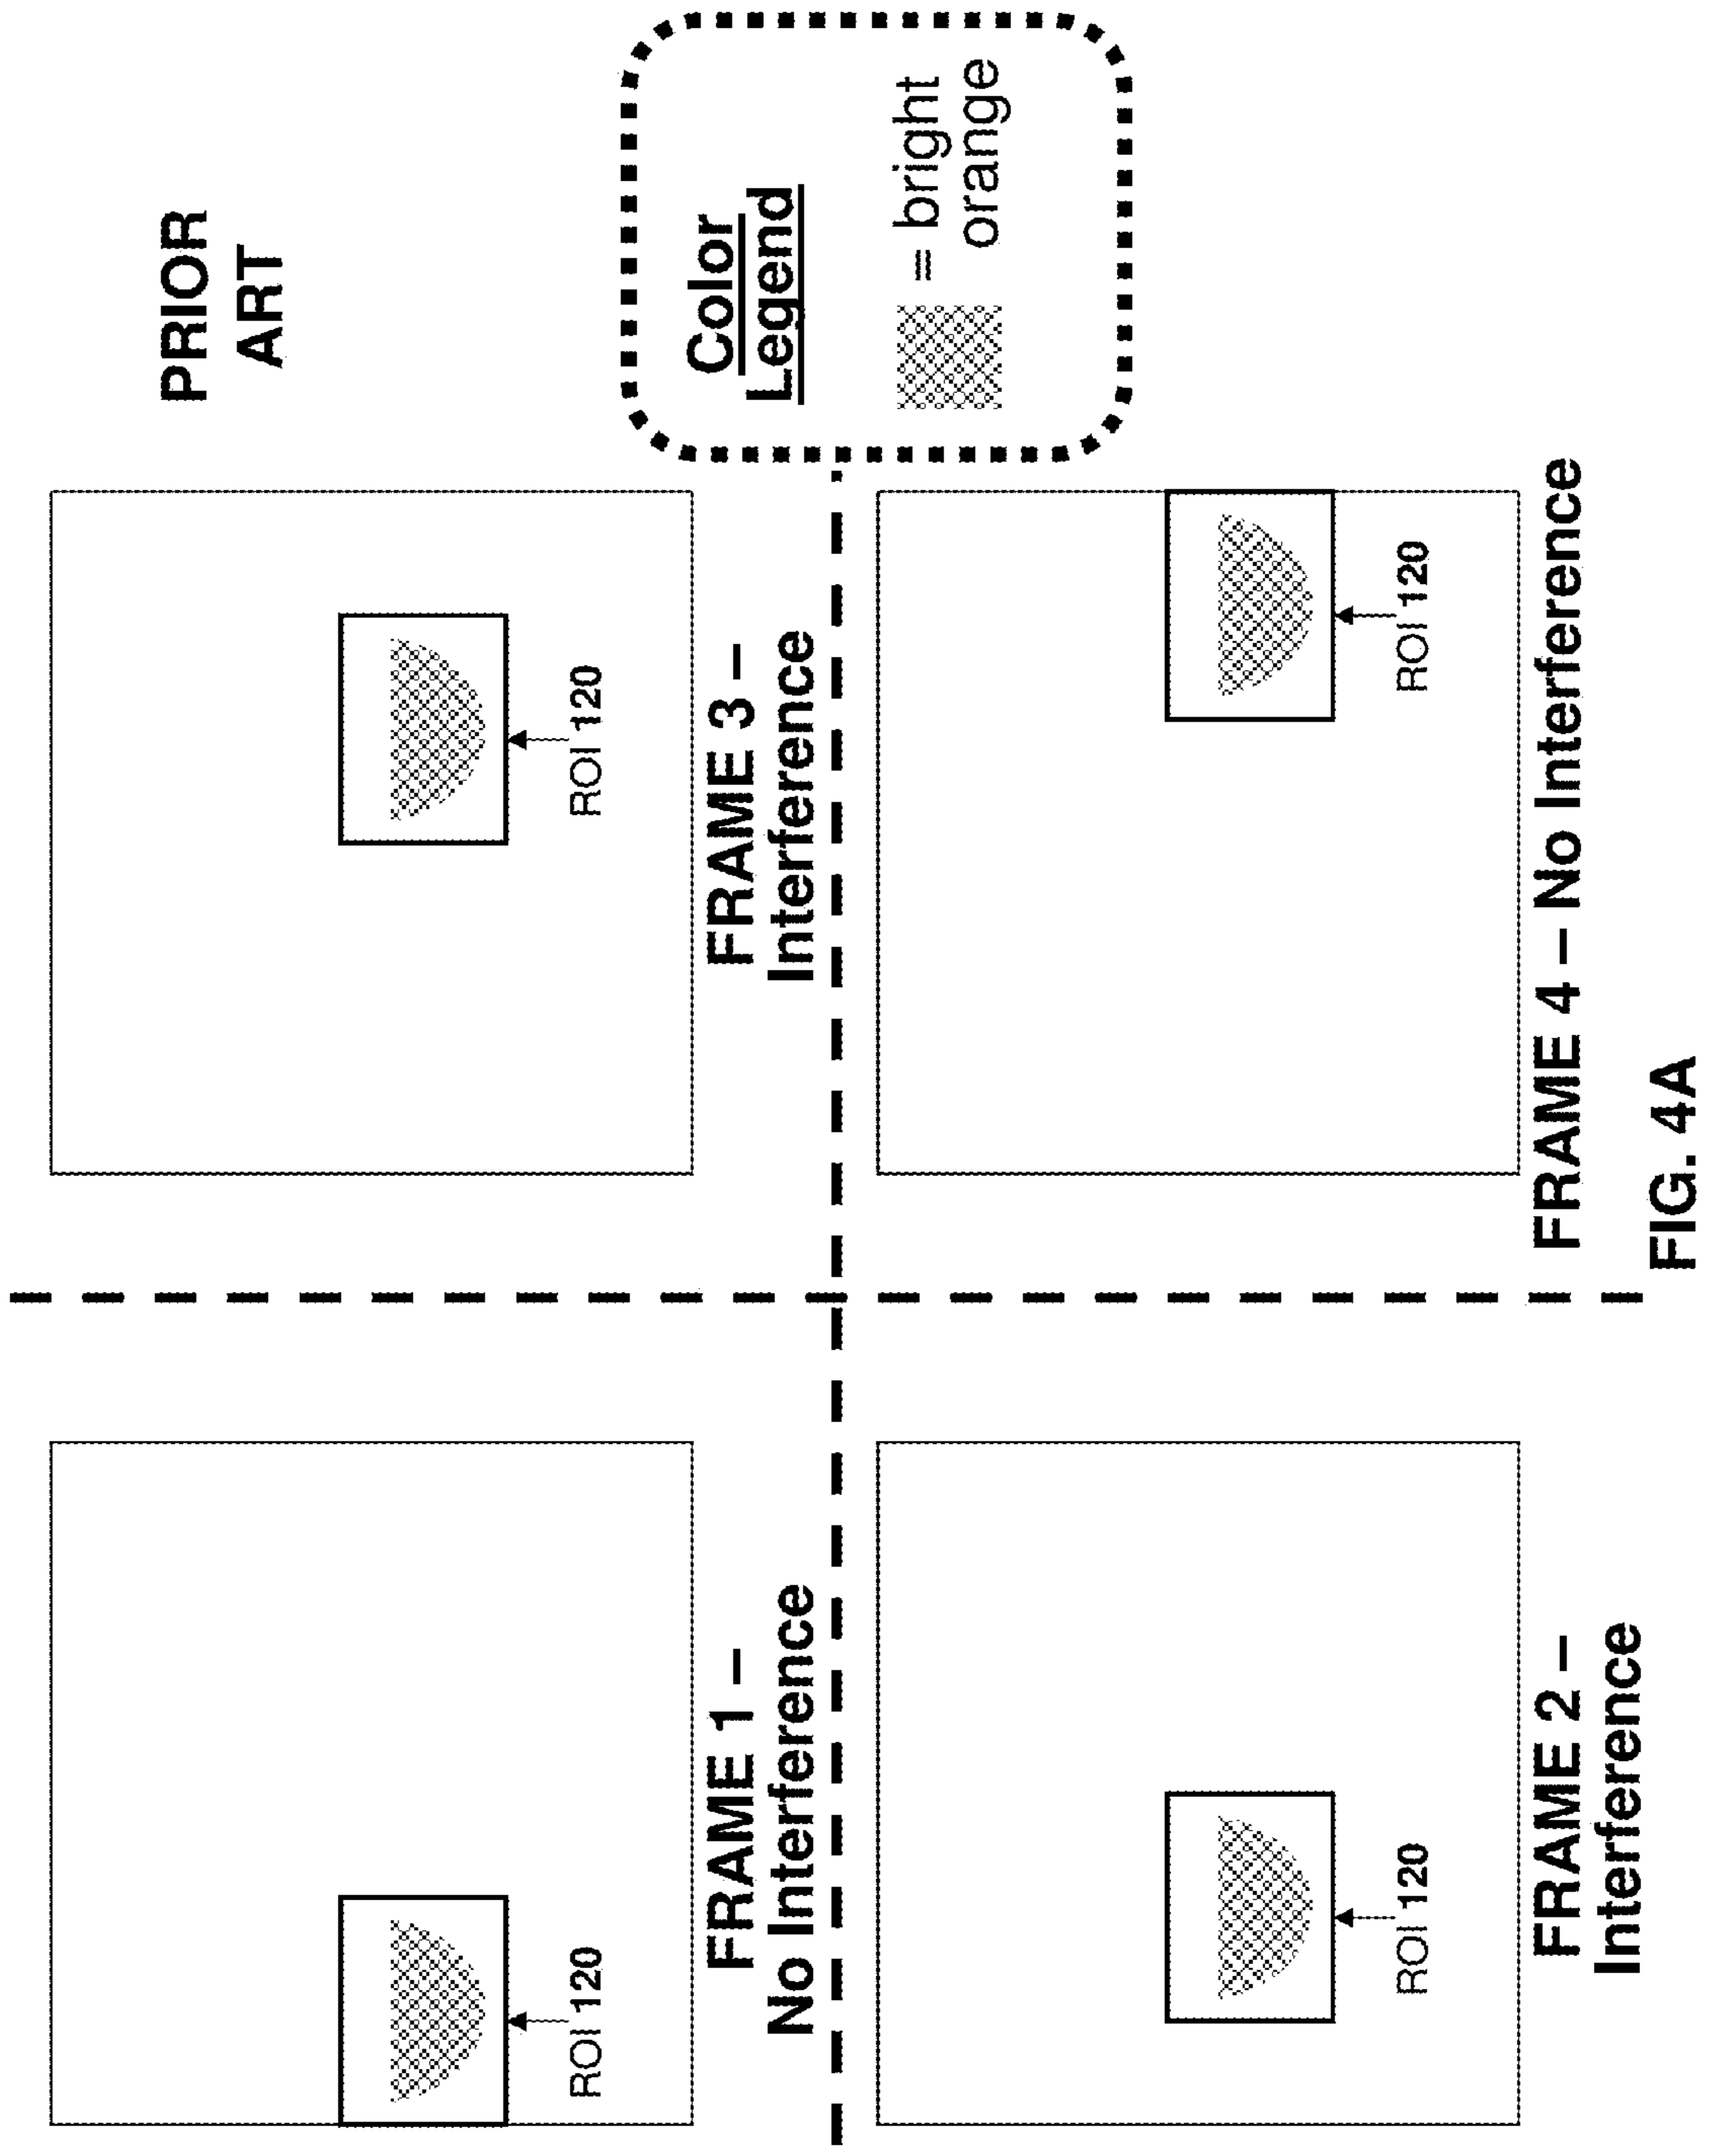 ROI 120
FRAME 1 –
No Interference
ROI 120
FRAME 3 –
Interference
PRIOR
ART
Color
Legend
= bright
orange
ROI 120
FRAME 2 –
Interference
ROI 120
FRAME 4 – No Interference
FIG. 4A